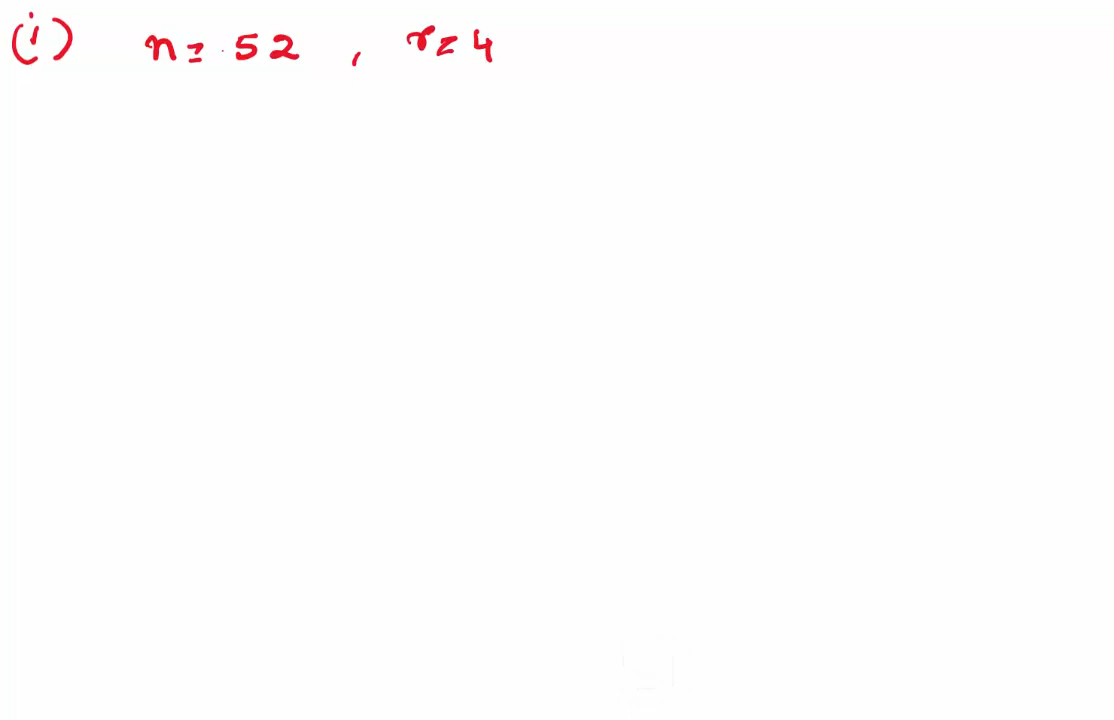 (i) n = 52 , r = 4